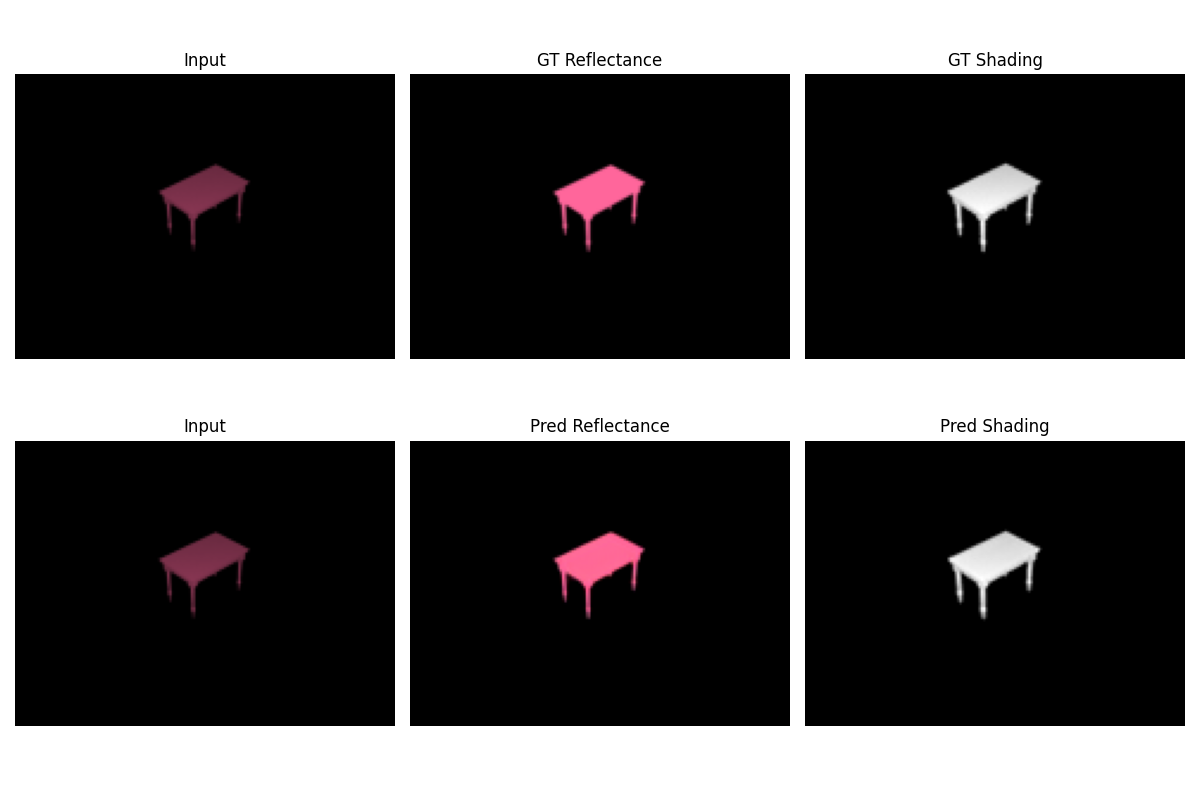 Input
GT Reflectance
GT Shading
Input
Pred Reflectance
Pred Shading